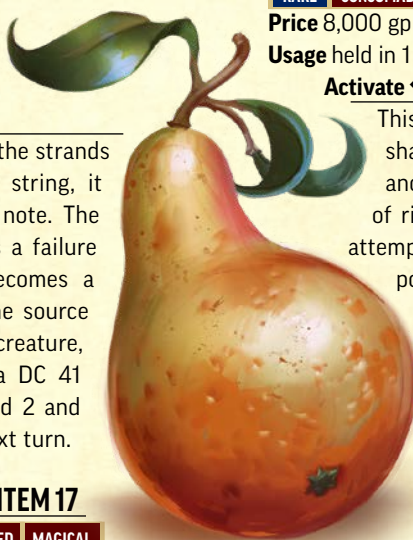 RARE CONSUMABLE
Price 8,000 gp
Usage held in 1
Activate
This
sha
and
of ri
attemp
po
the strands
string, it
note. The
s a failure
ecomes a
e source
creature,
a DC 41
d 2 and
xt turn.
ITEM 17
ED MAGICAL